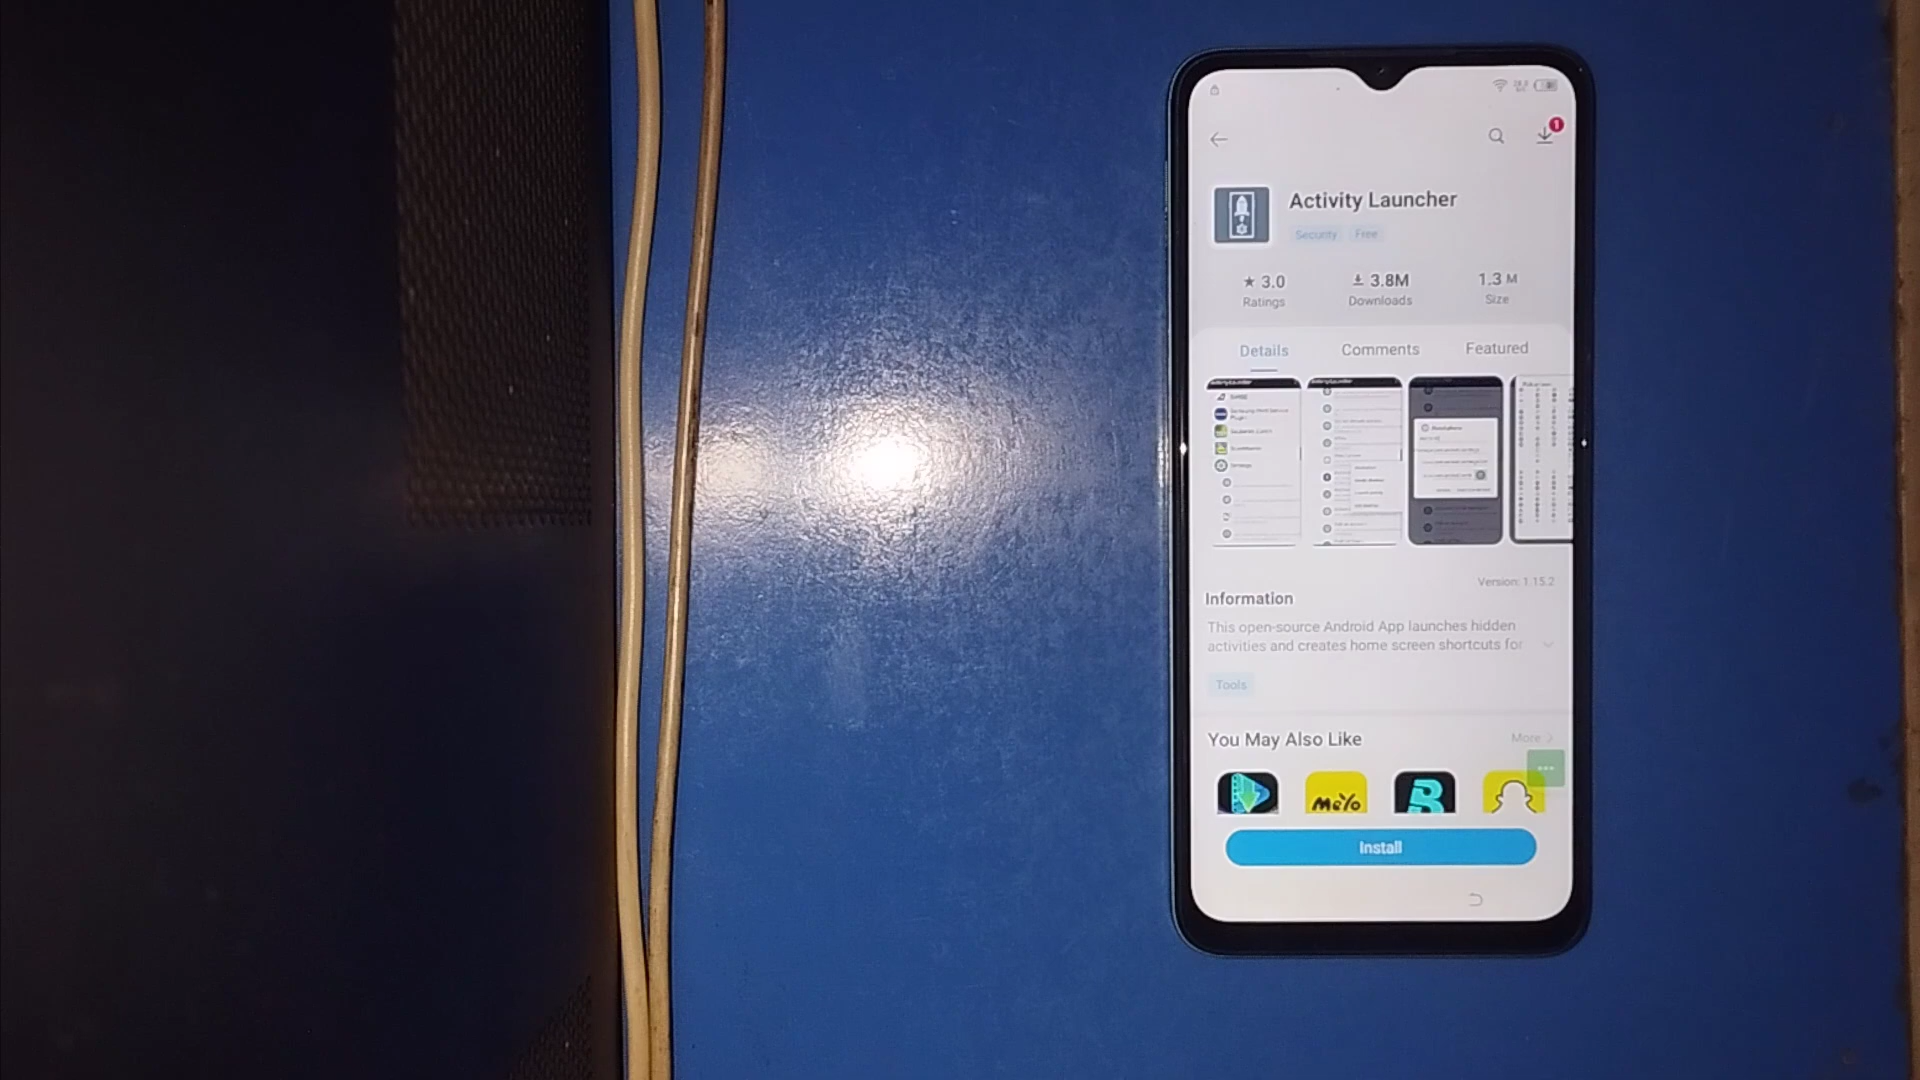 1
Activity Launcher
Security Free
★ 3.0 3.8M 1.3 M
Ratings Downloads Size
Details Comments Featured
Version: 1.15.2
Information
This open-source Android App launches hidden
activities and creates home screen shortcuts for
Tools
You May Also Like More
MeYo
Install